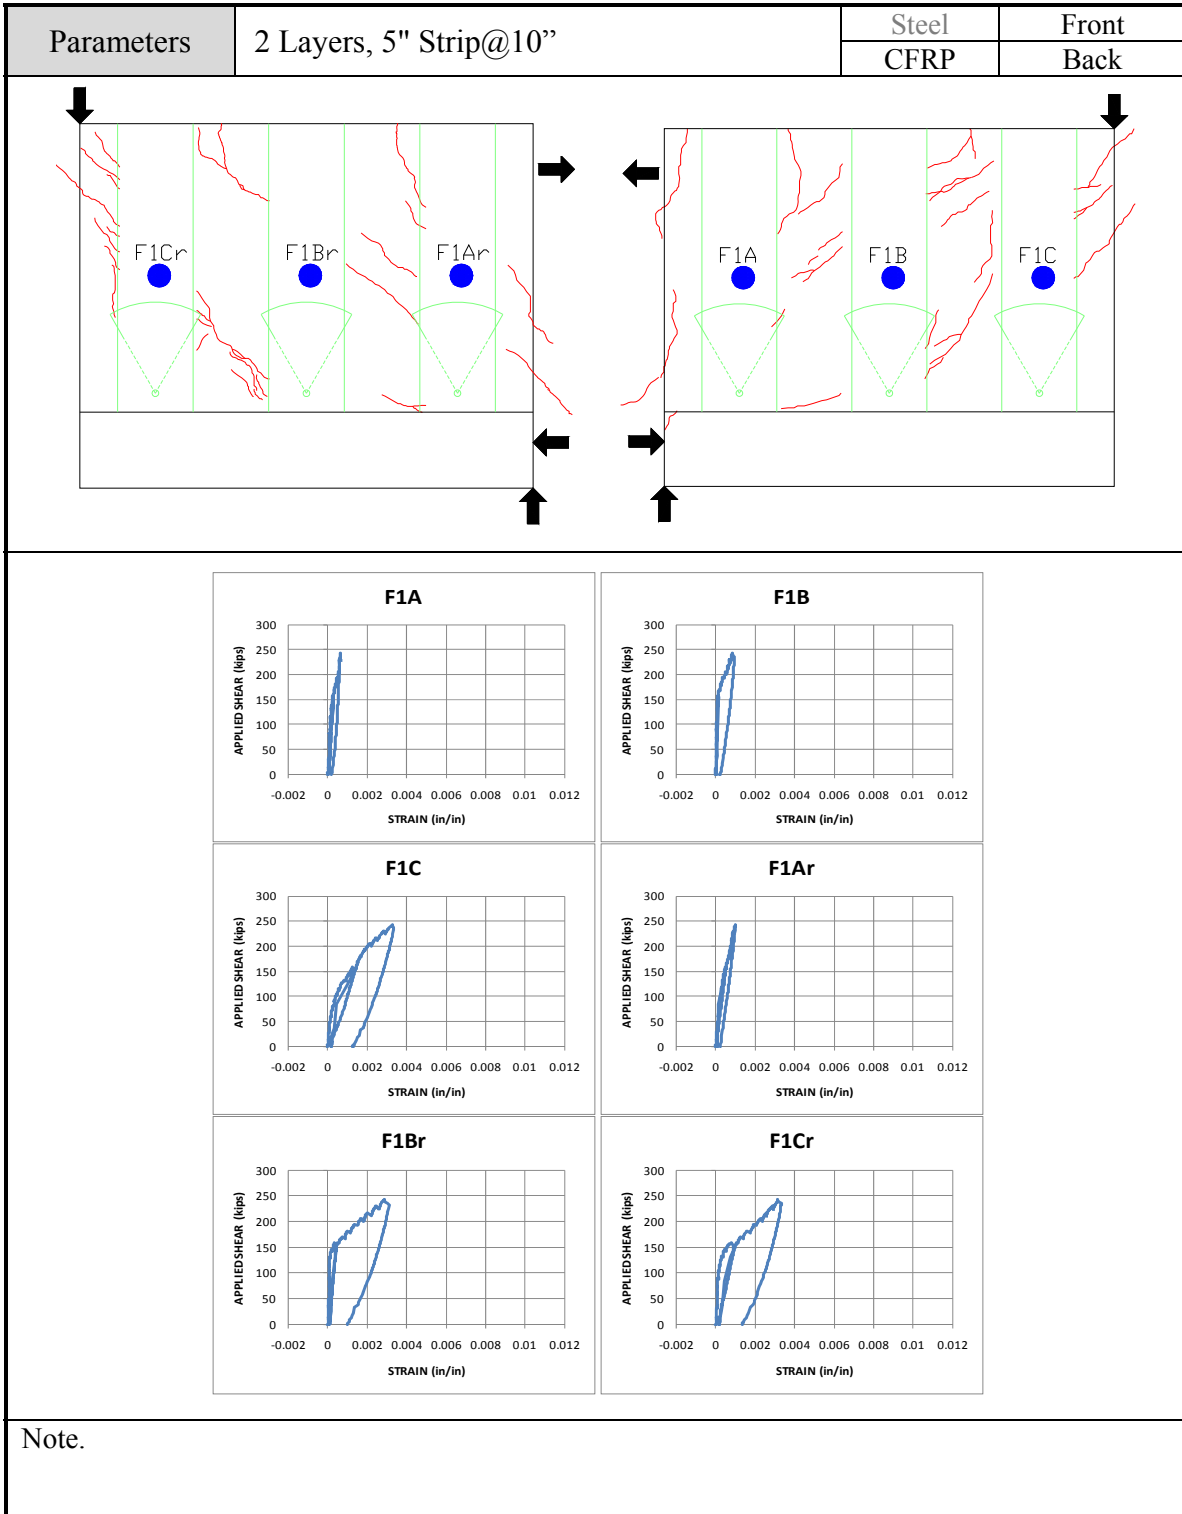 Parameters
2 Layers, 5" Strip@10”
Steel
Front
CFRP
Back
F1Cr
F1Br
F1Ar
F1A
F1B
F1C
F1A
APPLIED SHEAR (kips)
300
250
200
150
100
50
0
-0.002 0 0.002 0.004 0.006 0.008 0.01 0.012
STRAIN (in/in)
F1B
APPLIED SHEAR (kips)
300
250
200
150
100
50
0
-0.002 0 0.002 0.004 0.006 0.008 0.01 0.012
STRAIN (in/in)
F1C
APPLIED SHEAR (kips)
300
250
200
150
100
50
0
-0.002 0 0.002 0.004 0.006 0.008 0.01 0.012
STRAIN (in/in)
F1Ar
APPLIED SHEAR (kips)
300
250
200
150
100
50
0
-0.002 0 0.002 0.004 0.006 0.008 0.01 0.012
STRAIN (in/in)
F1Br
APPLIED SHEAR (kips)
300
250
200
150
100
50
0
-0.002 0 0.002 0.004 0.006 0.008 0.01 0.012
STRAIN (in/in)
F1Cr
APPLIED SHEAR (kips)
300
250
200
150
100
50
0
-0.002 0 0.002 0.004 0.006 0.008 0.01 0.012
STRAIN (in/in)
Note.